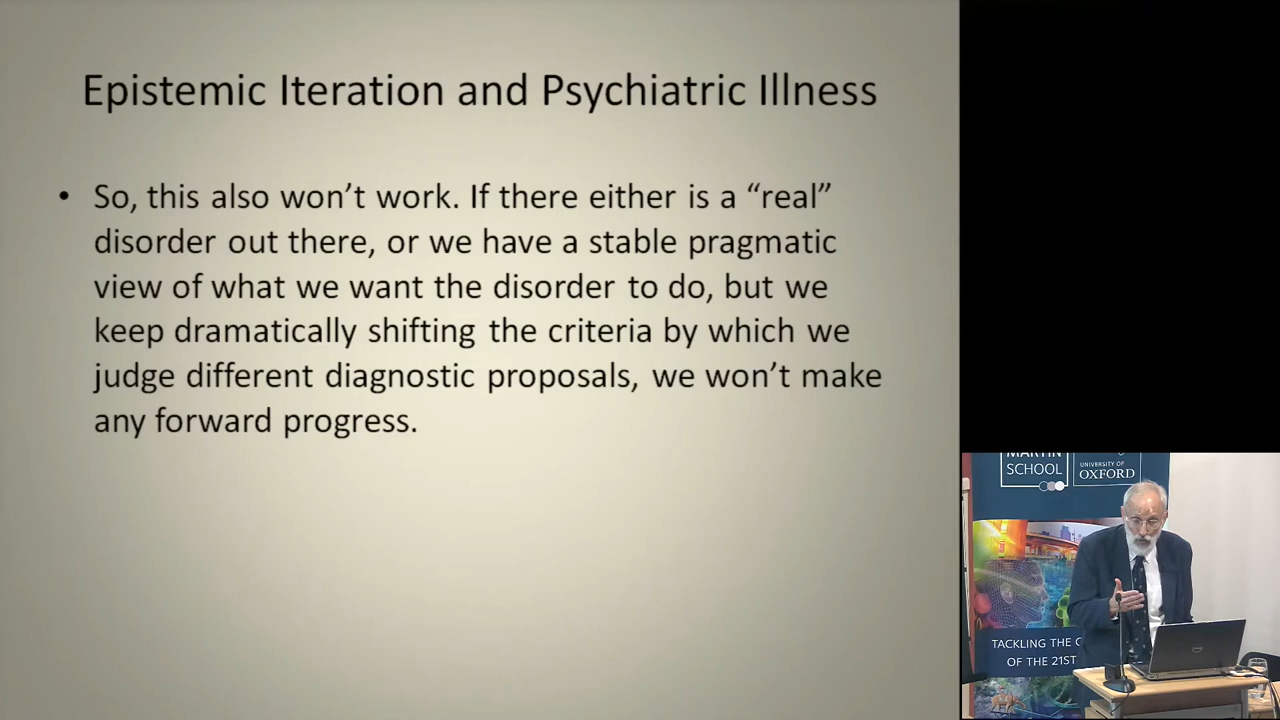 Epistemic Iteration and Psychiatric Illness
• So, this also won’t work. If there either is a “real”
disorder out there, or we have a stable pragmatic
view of what we want the disorder to do, but we
keep dramatically shifting the criteria by which we
judge different diagnostic proposals, we won’t make
any forward progress.
MARTIN
SCHOOL
UNIVERSITY OF
OXFORD
TACKLING THE C
OF THE 21ST